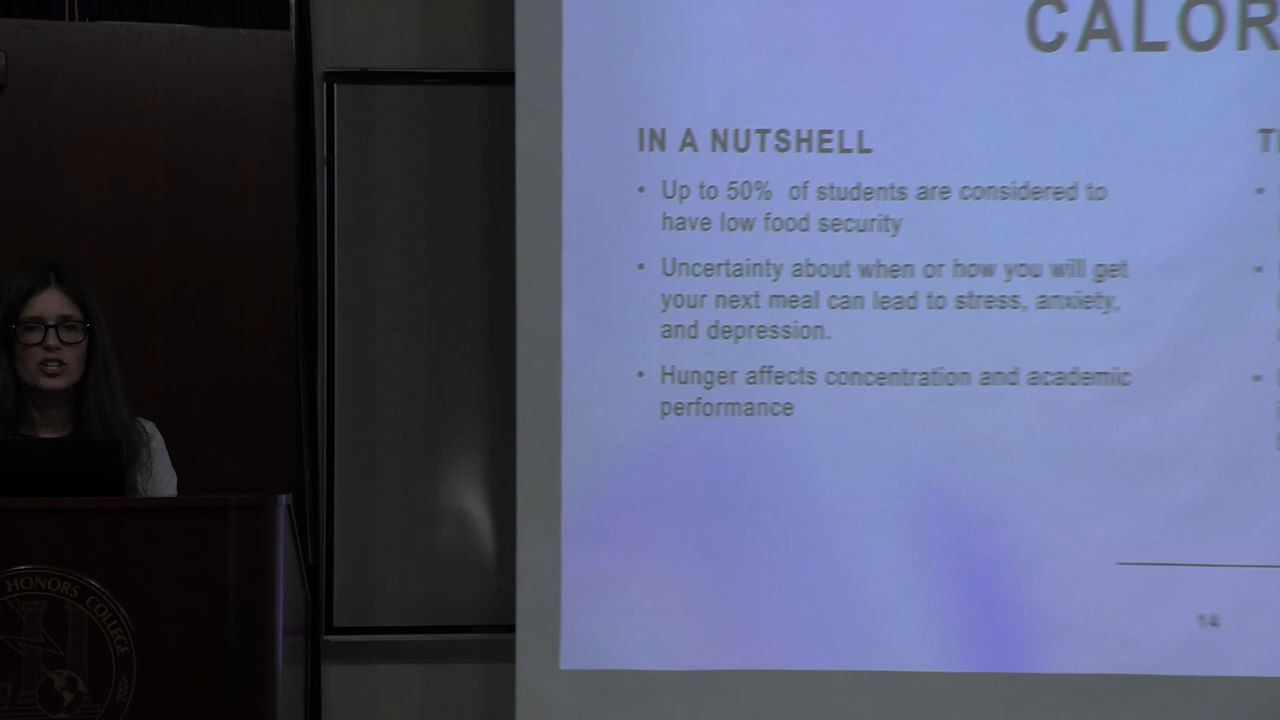 CALOR
IN A NUTSHELL
• Up to 50% of students are considered to
have low food security
• Uncertainty about when or how you will get
your next meal can lead to stress, anxiety,
and depression.
• Hunger affects concentration and academic
performance
14
HONORS COLLEGE